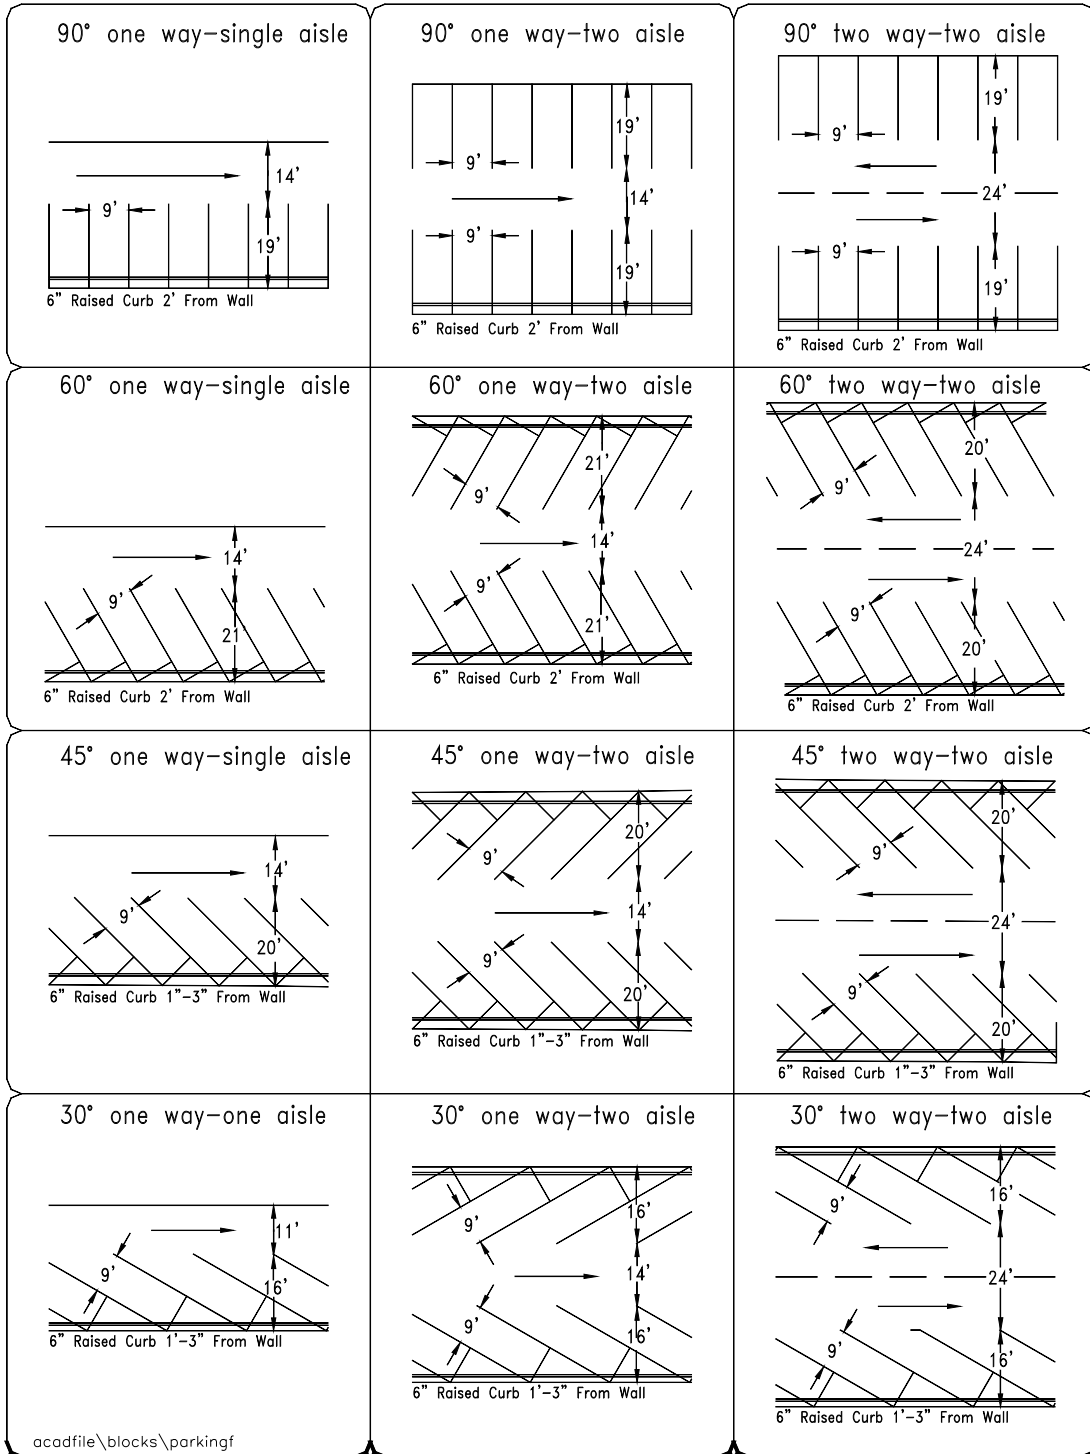 90° one way-single aisle
14'
9'
19'
6" Raised Curb 2' From Wall
90° one way-two aisle
19'
9'
14'
9'
19'
6" Raised Curb 2' From Wall
90° two way-two aisle
19'
9'
24'
9'
19'
6" Raised Curb 2' From Wall
60° one way-single aisle
14'
9'
21'
6" Raised Curb 2' From Wall
60° one way-two aisle
21'
9'
14'
9'
21'
6" Raised Curb 2' From Wall
60° two way-two aisle
20'
9'
24'
9'
20'
6" Raised Curb 2' From Wall
45° one way-single aisle
14'
9'
20'
6" Raised Curb 1"-3" From Wall
45° one way-two aisle
20'
9'
14'
9'
20'
6" Raised Curb 1"-3" From Wall
45° two way-two aisle
20'
9'
24'
9'
20'
6" Raised Curb 1"-3" From Wall
30° one way-one aisle
11'
9'
16'
6" Raised Curb 1'-3" From Wall
30° one way-two aisle
16'
9'
14'
9'
16'
6" Raised Curb 1'-3" From Wall
30° two way-two aisle
16'
9'
24'
9'
16'
6" Raised Curb 1'-3" From Wall
acadfile\blocks\parkingf